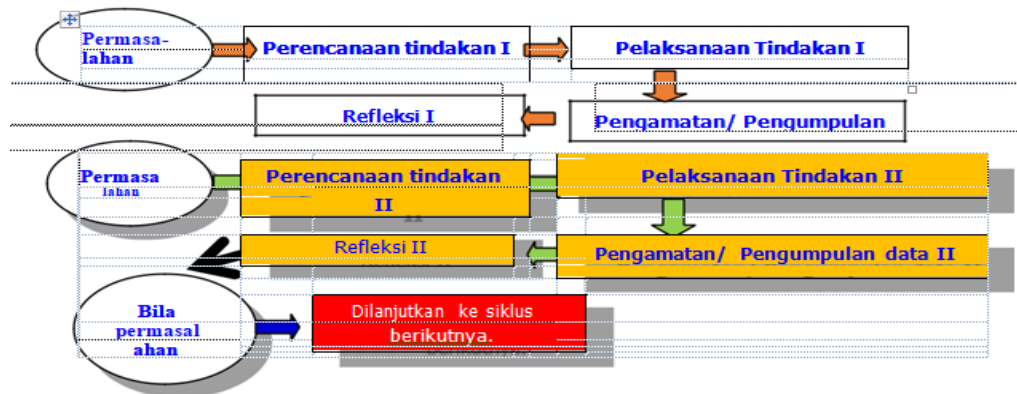 Permasa-
lahan
Perencanaan tindakan I
Pelaksanaan Tindakan I
Refleksi I
Pengamatan/ Pengumpulan
Permasa
lahan
Perencanaan tindakan
II
Pelaksanaan Tindakan II
Refleksi II
Pengamatan/ Pengumpulan data II
Bila
permasal
ahan
Dilanjutkan ke siklus
berikutnya.